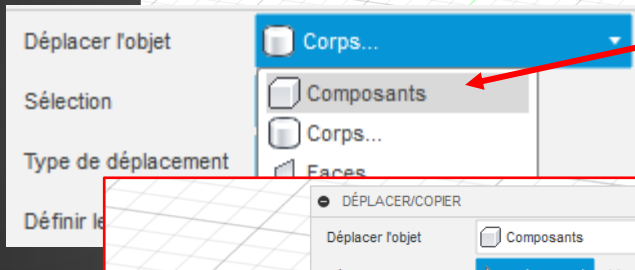 Déplacer l'objet Corps...
Composants
Sélection
Corps...
Type de déplacement
Faces
Définir le
DÉPLACER/COPIER
Déplacer l'objet Composants